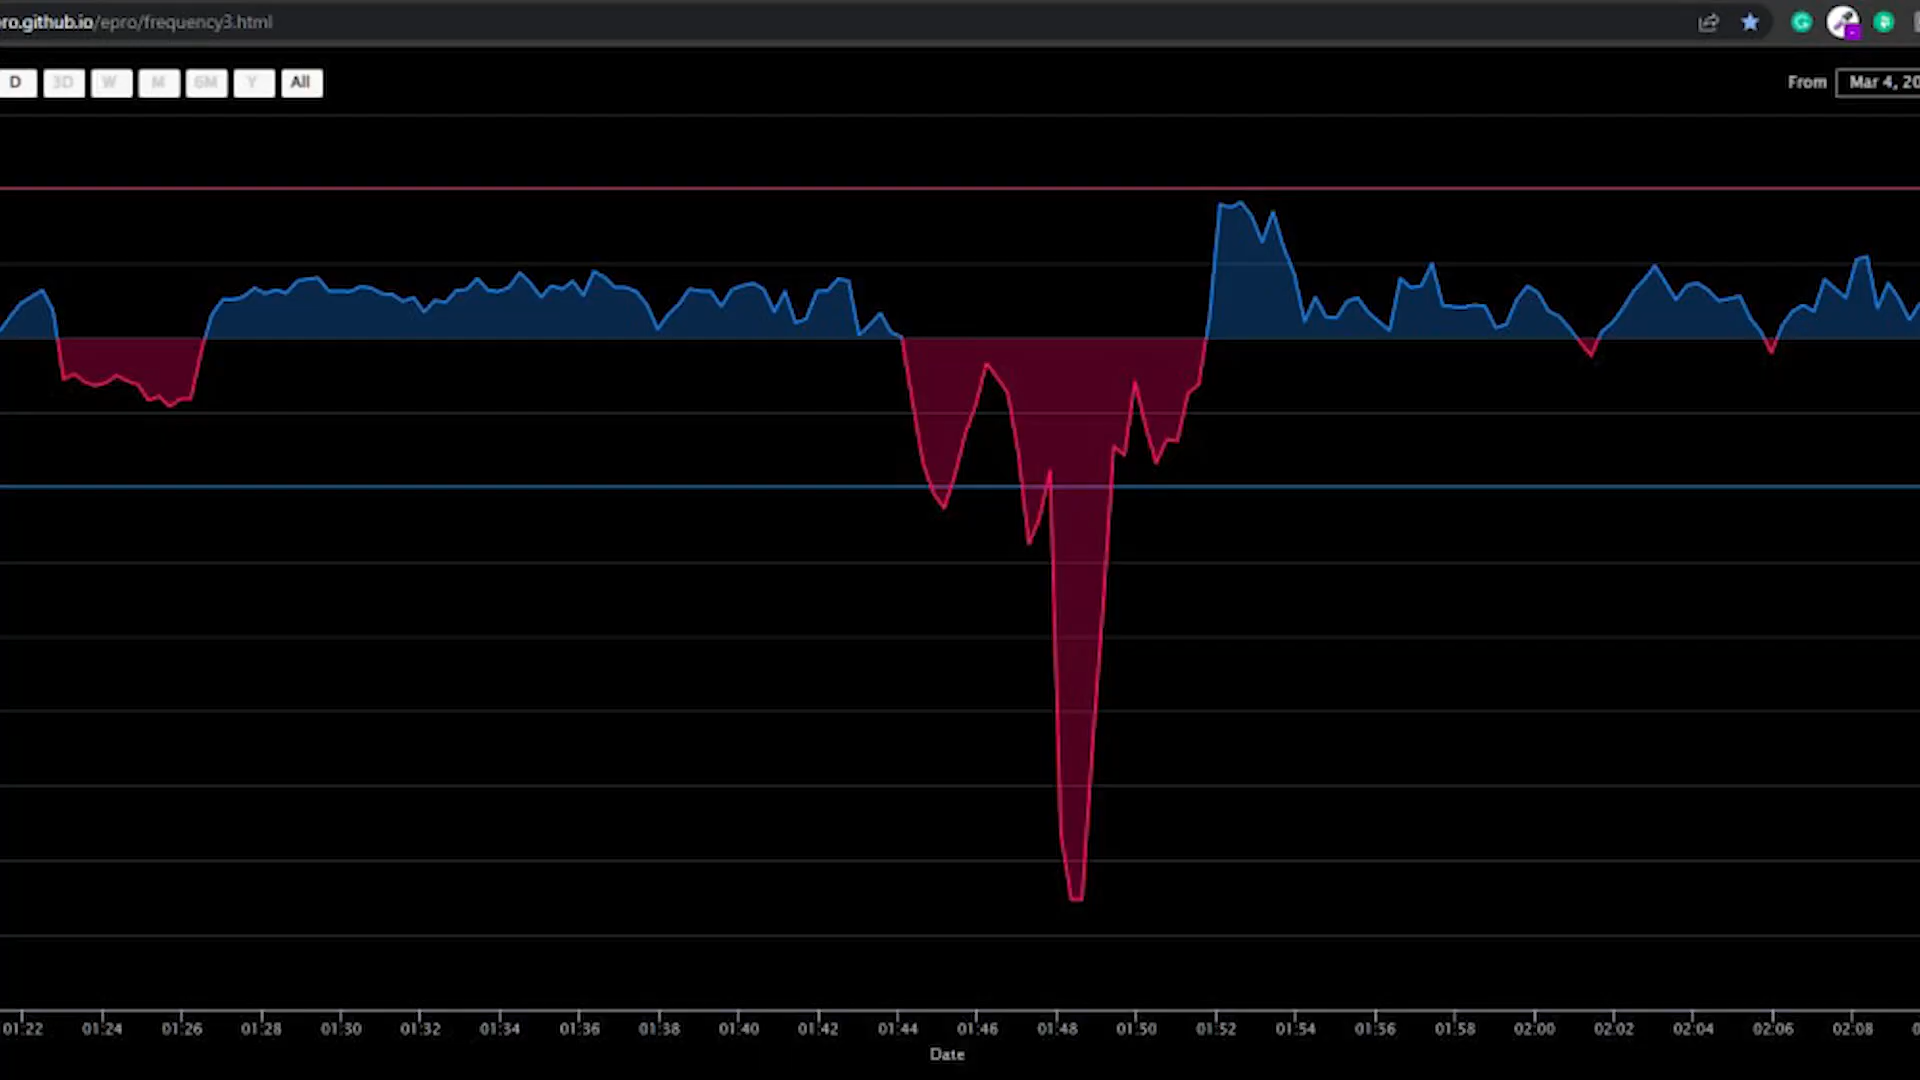 ro.github.io/epro/frequency3.html
D 3D W M 6M Y All
From Mar 4, 20
01:22 01:24 01:26 01:28 01:30 01:32 01:34 01:36 01:38 01:40 01:42 01:44 01:46 01:48 01:50 01:52 01:54 01:56 01:58 02:00 02:02 02:04 02:06 02:08 0
Date